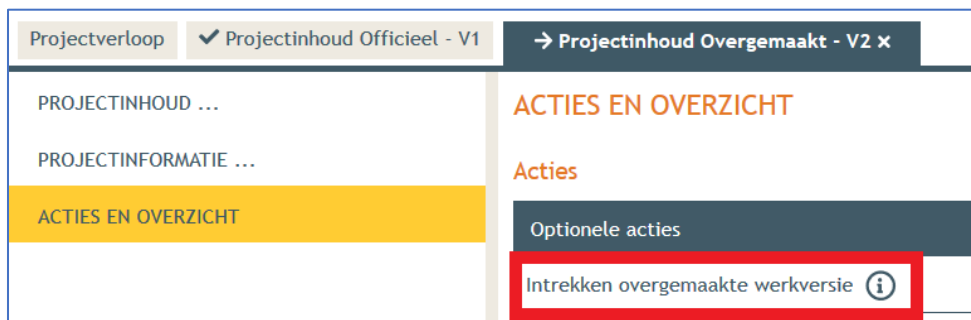 Projectverloop ✔ Projectinhoud Officieel - V1 → Projectinhoud Overgemaakt - V2 ×
PROJECTINHOUD ...
PROJECTINFORMATIE ...
ACTIES EN OVERZICHT
ACTIES EN OVERZICHT
Acties
Optionele acties
Intrekken overgemaakte werkversie